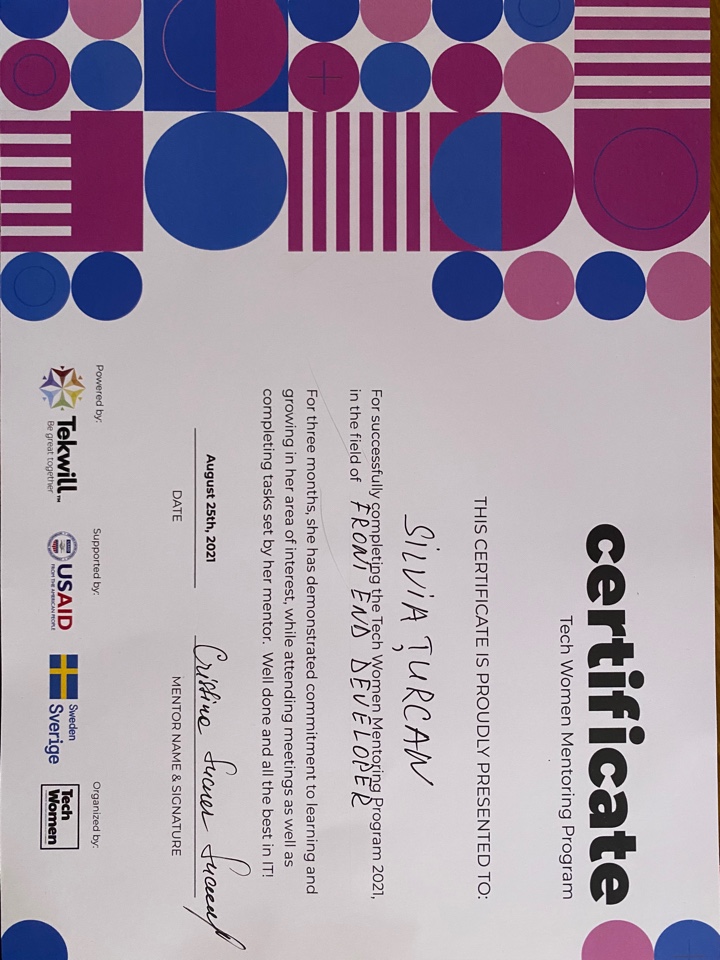 certificate
Tech Women Mentoring Program
THIS CERTIFICATE IS PROUDLY PRESENTED TO:
SILVIA ȚURCAN
For successfully completing the Tech Women Mentoring Program 2021,
in the field of FRONT END DEVELOPER
For three months, she has demonstrated commitment to learning and
growing in her area of interest, while attending meetings as well as
completing tasks set by her mentor. Well done and all the best in IT!
August 25th, 2021
Cristina
DATE
MENTOR NAME & SIGNATURE
Powered by:
Supported by:
Organized by:
Tekwill™
Be great together
USAID
FROM THE AMERICAN PEOPLE
Sweden
Sverige
Tech
Women